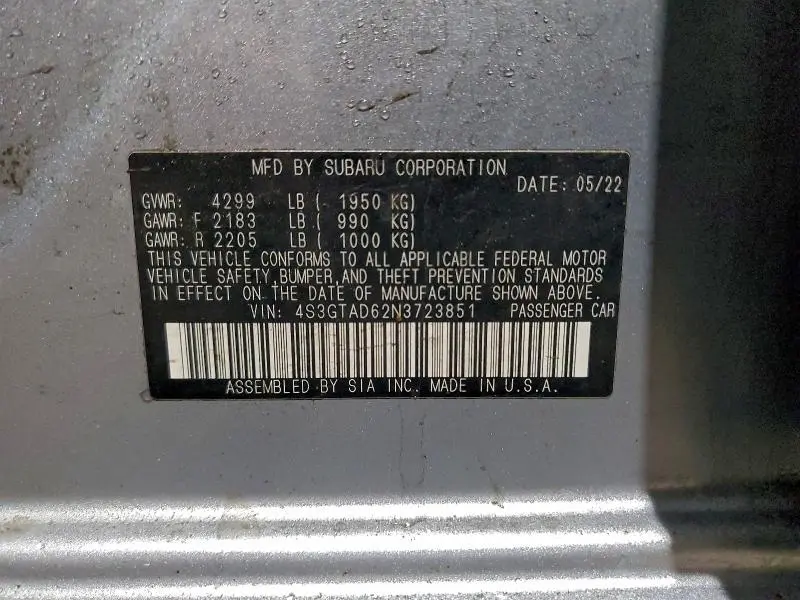 MFD BY SUBARU CORPORATION
DATE: 05/22
GVWR: 4299 LB ( 1950 KG)
GAWR: F 2183 LB ( 990 KG)
GAWR: R 2205 LB ( 1000 KG)
THIS VEHICLE CONFORMS TO ALL APPLICABLE FEDERAL MOTOR
VEHICLE SAFETY,BUMPER,AND THEFT PREVENTION STANDARDS
IN EFFECT ON THE DATE OF MANUFACTURE SHOWN ABOVE.
VIN: 4S3GTAD62N3723851 PASSENGER CAR
ASSEMBLED BY SIA INC. MADE IN U.S.A.